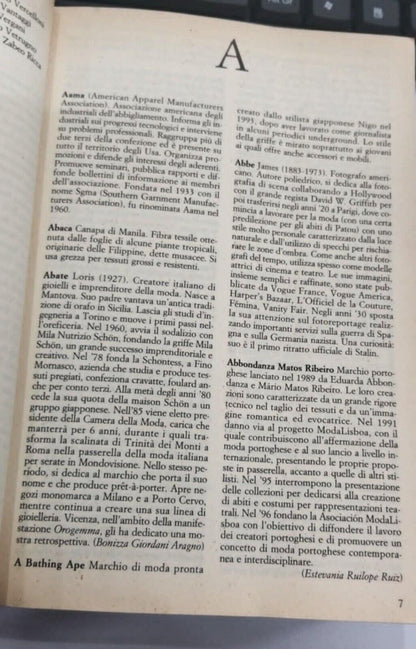 Vercelloni
Vantaggi
Vergani
Vetrugno
Zabeo Riera
A
Aama (American Apparel Manufacturers
Association). Associazione americana degli
industriali dell'abbigliamento. Informa gli in-
dustriali sui progressi tecnologici e interviene
su problemi professionali. Raggruppa più di
due terzi della confezione ed è presente su
tutto il territorio degli Usa. Organizza pro-
mozioni e difende gli interessi degli aderenti.
Promuove seminari, pubblica rapporti e dif-
fonde bollettini di informazione ai membri
dell'associazione. Fondata nel 1933 con il
nome Sgma (Southern Garnment Manufac-
turers Association), fu rinominata Aama nel
1960.
Abaca Canapa di Manila. Fibra tessile otte-
nuta dalle foglie di alcune piante tropicali,
originarie delle Filippine, dette musacee. Si
usa grezza per tessuti grossi e resistenti.
Abate Loris (1927). Creatore italiano di
gioielli e imprenditore della moda. Nasce a
Mantova. Suo padre vantava un'antica tradi-
zione di orafo in Sicilia. Lascia gli studi d'in-
gegneria a Torino e muove i primi passi nel-
l'oreficeria. Nel 1960, avvia il sodalizio con
Mila Nutrizio Schön, fondando la griffe Mila
Schön, un grande successo imprenditoriale e
creativo. Nel '78 fonda la Schontess, a Fino
Mornasco, azienda che studia e produce tes-
suti pregiati, confeziona cravatte, foulard an-
che per conto terzi. Alla metà degli anni '80
cede la sua quota della maison Schön a un
gruppo giapponese. Nell'85 viene eletto pre-
sidente della Camera della Moda, carica che
manterrà per 6 anni, durante i quali tra-
sforma la scalinata di Trinità dei Monti a
Roma nella passerella della moda italiana
per serate in Mondovisione. Nello stesso pe-
riodo, si dedica al marchio che porta il suo
nome e che produce prêt-à-porter. Apre ne-
gozi monomarca a Milano e a Porto Cervo,
mentre continua a creare una sua linea di
gioielleria. Vicenza, nell'ambito della manife-
stazione Orogemma, gli ha dedicato una mo-
stra retrospettiva. (Bonizza Giordani Aragno)
A Bathing Ape Marchio di moda pronta
creato dallo stilista giapponese Nigo nel
1993, dopo aver lavorato come giornalista
in alcuni periodici underground. Lo stile
della griffe è mirato soprattutto ai giovani
ai quali offre anche accessori e mobili.
Abbe James (1883-1973). Fotografo ameri-
cano. Autore poliedrico, si dedica alla foto-
grafia di scena collaborando a Hollywood
con il grande regista David W. Griffith per
poi trasferirsi negli anni '20 a Parigi, dove co-
mincia a lavorare per la moda (con una certa
predilezione per gli abiti di Patou) con uno
stile molto personale caratterizzato dalla luce
naturale e dall'utilizzo di specchi per rischia-
rare le zone d'ombra. Come anche altri foto-
grafi del tempo, utilizza spesso come modelle
attrici di cinema e teatro. Le sue immagini,
insieme semplici e raffinate, sono state pub-
blicate da Vogue France, Vogue America,
Harper's Bazaar, L'Officiel de la Couture,
Fémina, Vanity Fair. Negli anni '30 sposta
la sua attenzione sul fotoreportage realizzan-
do importanti servizi sulla guerra di Spa-
gna e sulla Germania nazista. Una curiosità:
suo è il primo ritratto ufficiale di Stalin.
Abbondanza Matos Ribeiro Marchio porto-
ghese lanciato nel 1989 da Eduarda Abbon-
danza e Mário Matos Ribeiro. Le loro creazi-
oni sono caratterizzate da un grande rigore
tecnico nel taglio dei tessuti e da un'imma-
gine romantica ed evocatrice. Nel 1991
danno via al progetto ModaLisboa, con il
quale contribuiscono all'affermazione della
moda portoghese e al suo lancio a livello in-
ternazionale, presentando le proprie propo-
ste in passerella, accanto a quelle di altri sti-
listi. Nel '95 interrompono la presentazione
delle collezioni per dedicarsi alla creazione
di abiti e costumi per rappresentazioni tea-
trali. Nel '96 fondano la Asociación ModaLi-
sboa con l'obiettivo di diffondere il lavoro
dei creatori portoghesi e di promuovere un
concetto di moda portoghese contempora-
nea e interdisciplinare.
(Estevania Ruilope Ruiz)
7